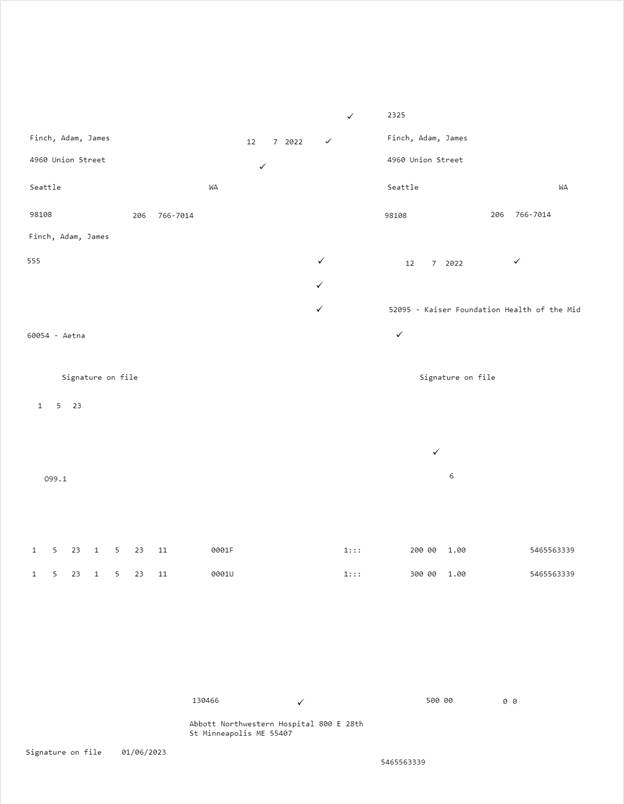 ✓ 2325
Finch, Adam, James 12 7 2022 ✓ Finch, Adam, James
4960 Union Street ✓ 4960 Union Street
Seattle WA Seattle WA
98108 206 766-7014 98108 206 766-7014
Finch, Adam, James
555 ✓ 12 7 2022 ✓
✓
✓ 52095 - Kaiser Foundation Health of the Mid
60054 - Aetna ✓
Signature on file Signature on file
1 5 23
✓
O99.1 6
1 5 23 1 5 23 11 0001F 1::: 200 00 1.00 5465563339
1 5 23 1 5 23 11 0001U 1::: 300 00 1.00 5465563339
130466 ✓ 500 00 0 0
Abbott Northwestern Hospital 800 E 28th
St Minneapolis ME 55407
Signature on file 01/06/2023
5465563339